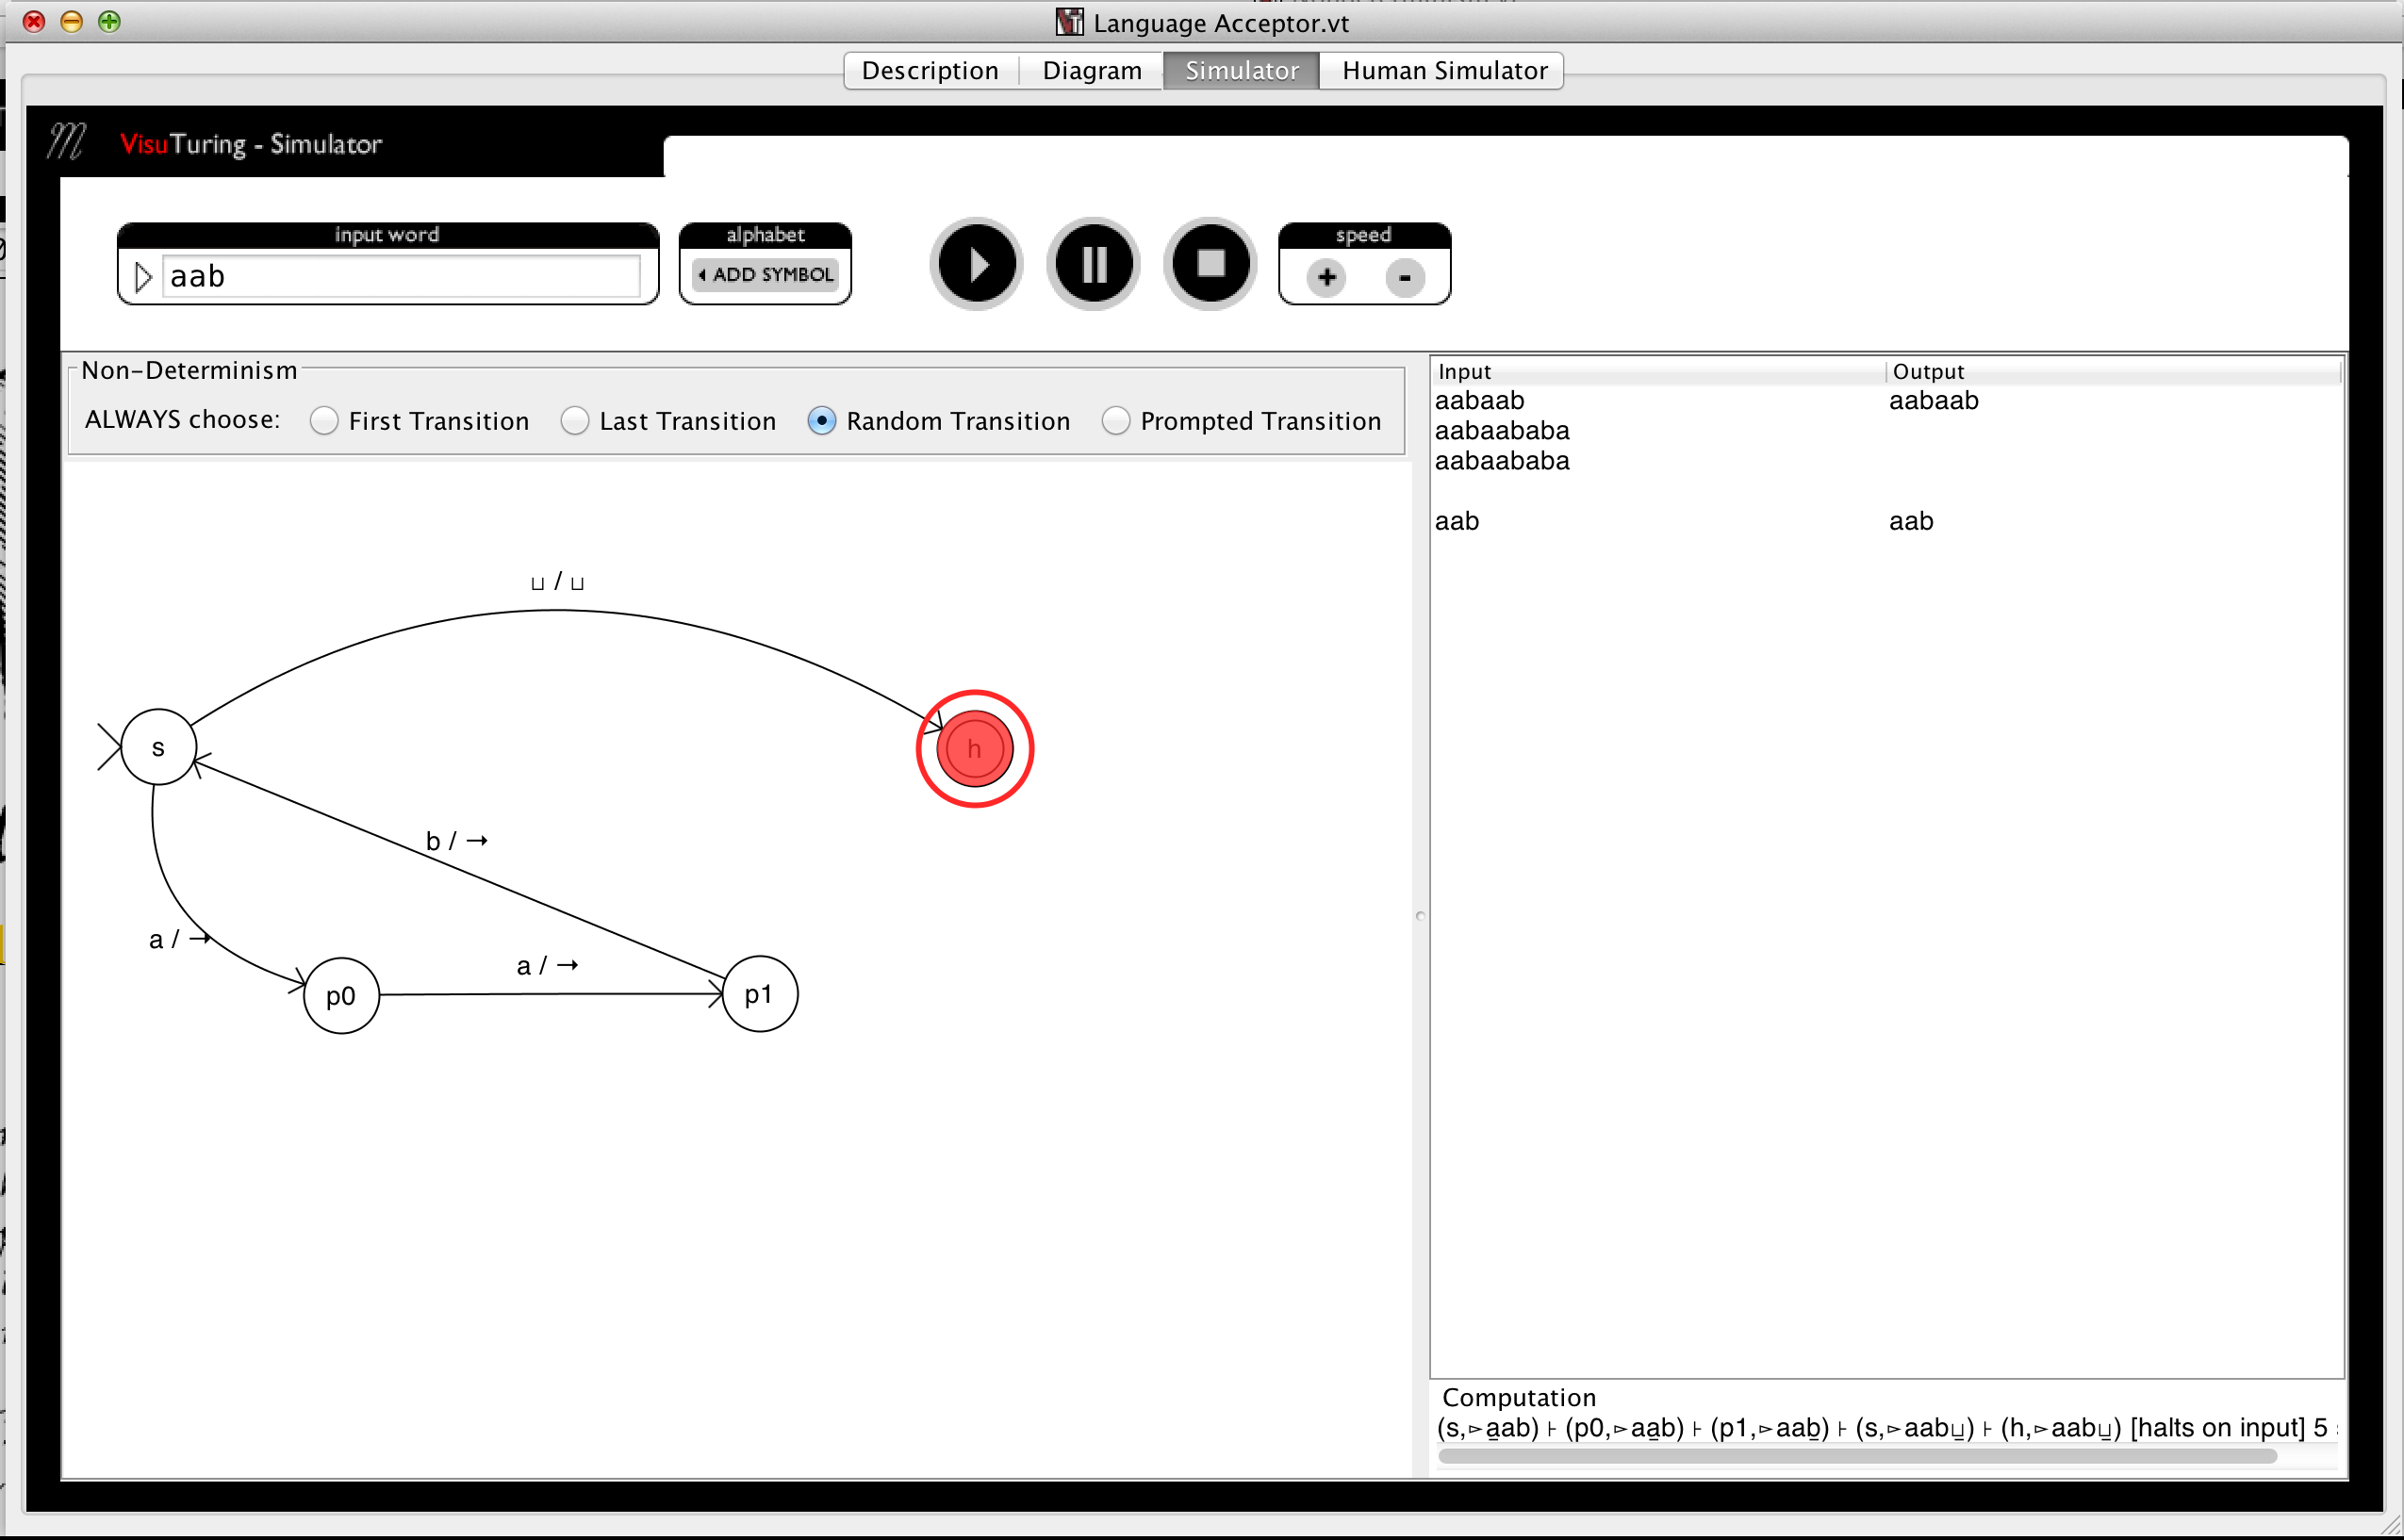 Language Acceptor.vt
Description Diagram Simulator Human Simulator
VisuTuring - Simulator
input word
aab
alphabet
ADD SYMBOL
speed
+ -
Non-Determinism
ALWAYS choose: First Transition Last Transition Random Transition Prompted Transition
Input Output
aabaab aabaab
aabaababa
aabaababa
aab aab
⊔ / ⊔
s
h
b / →
a / →
a / →
p0
p1
Computation
(s,▻a̲ab) ⊦ (p0,▻aa̲b) ⊦ (p1,▻aab̲) ⊦ (s,▻aab⊔̲) ⊦ (h,▻aab⊔̲) [halts on input] 5